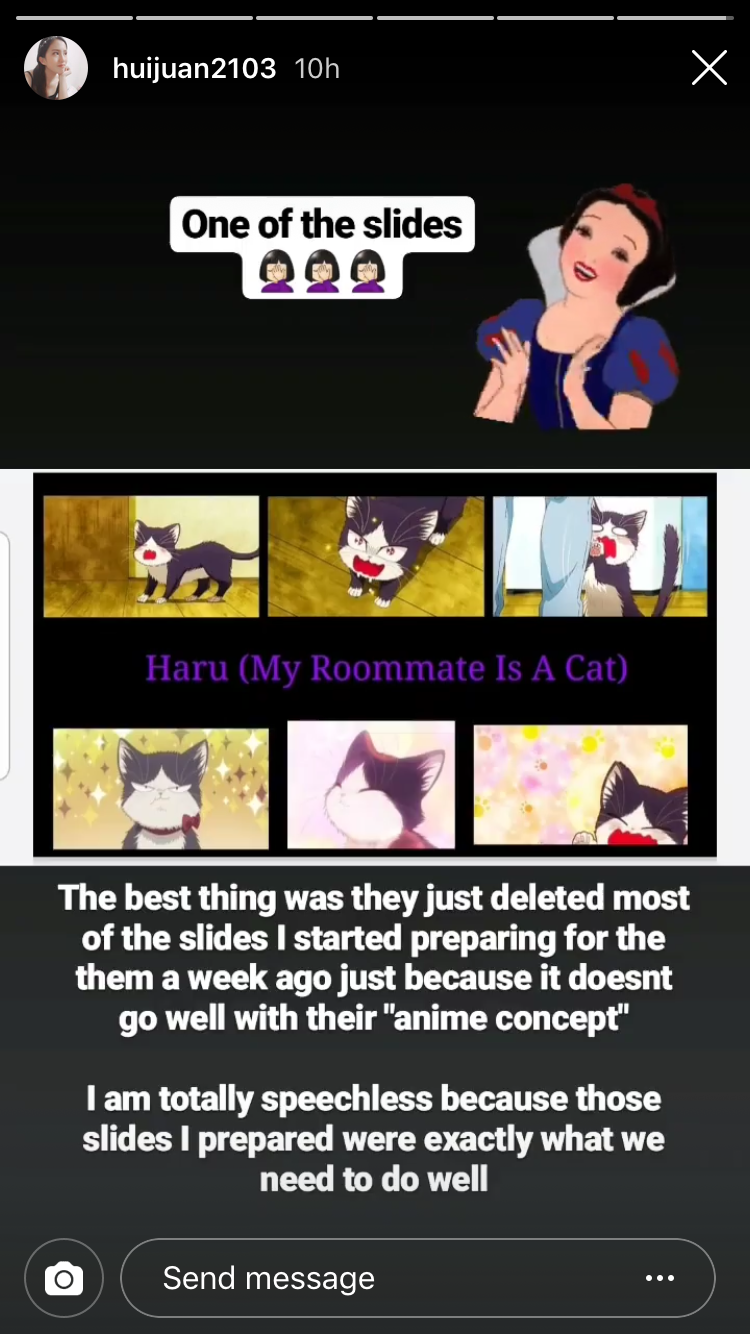 huijuan2103 10h
One of the slides
🤦🏻‍♀️🤦🏻‍♀️🤦🏻‍♀️
Haru (My Roommate Is A Cat)
The best thing was they just deleted most
of the slides I started preparing for the
them a week ago just because it doesnt
go well with their "anime concept"
I am totally speechless because those
slides I prepared were exactly what we
need to do well
Send message